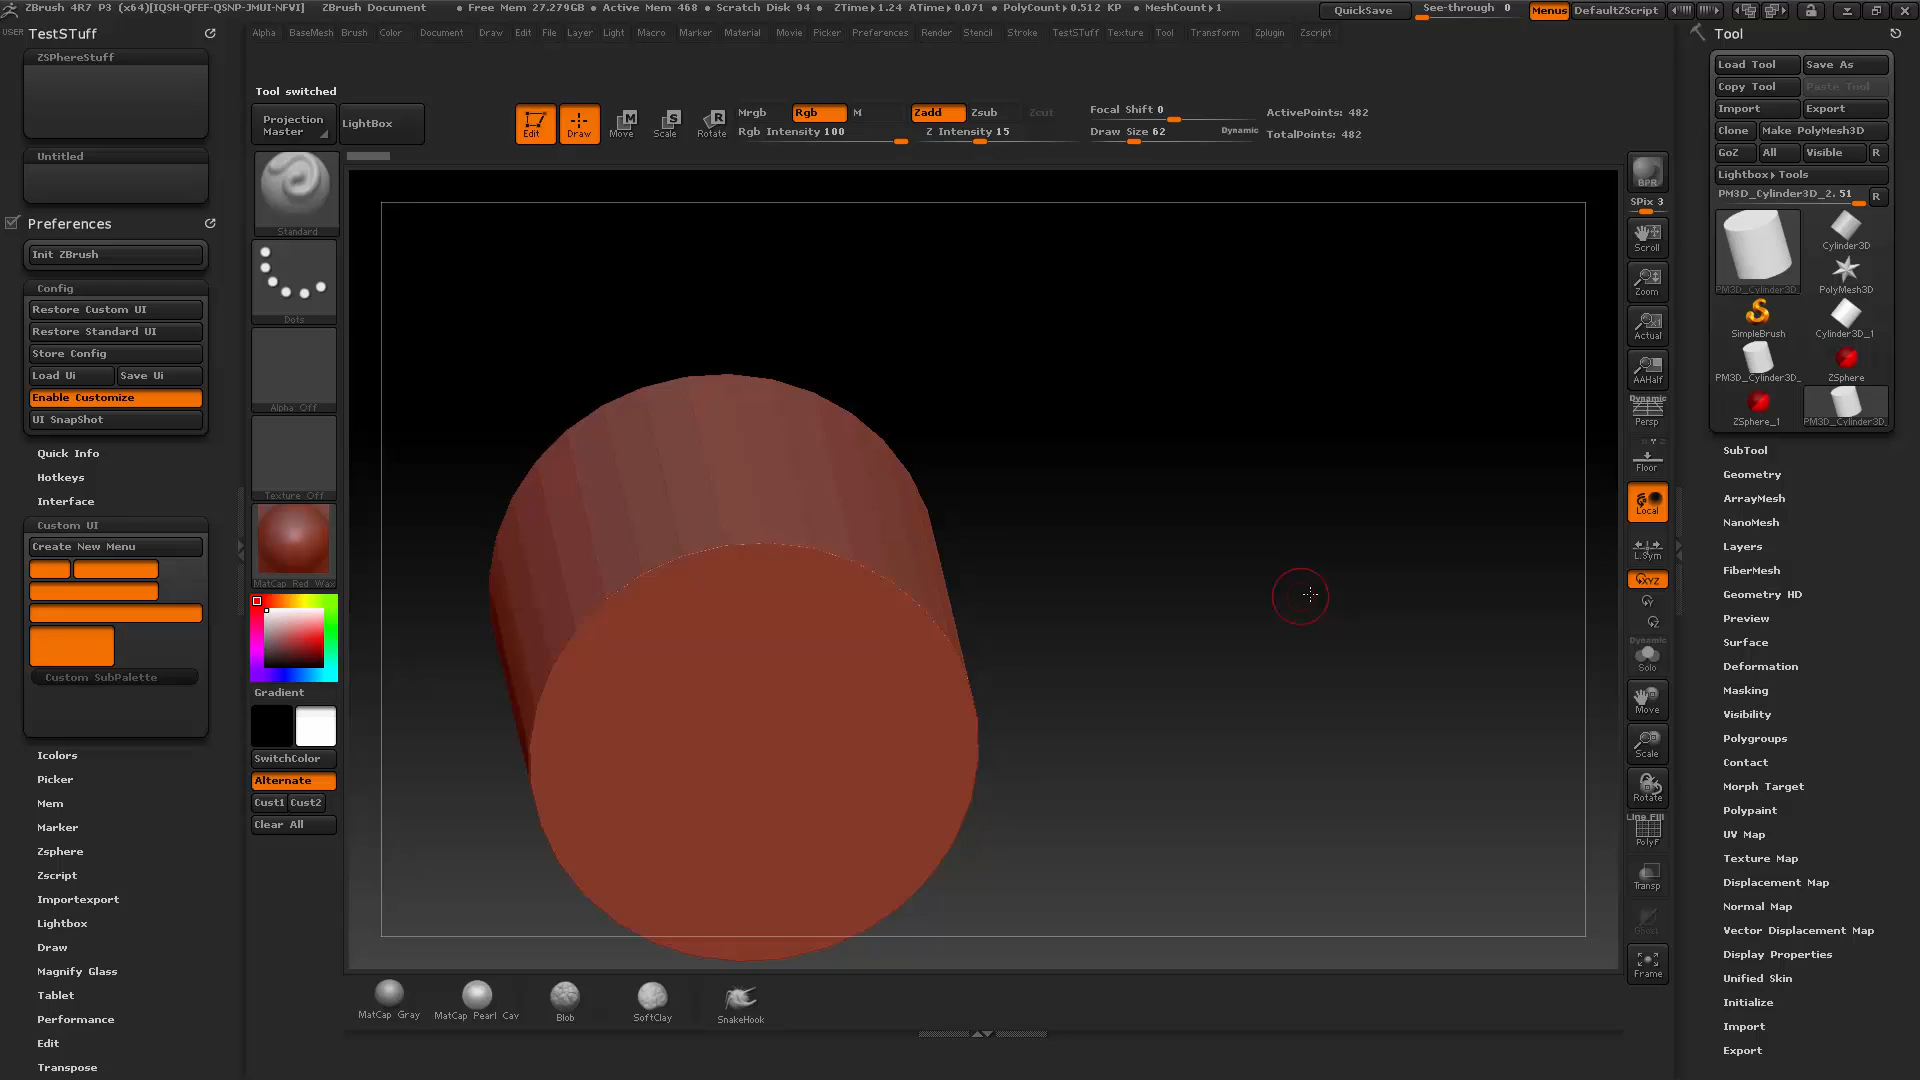 ZBrush 4R7 P3 (x64)[IQSH-QFEF-QSNP-JMUI-NFVI] ZBrush Document • Free Mem 27.279GB • Active Mem 468 • Scratch Disk 94 • ZTime▸1.24 ATime▸0.071 • PolyCount▸0.512 KP • MeshCount▸1 QuickSave See-through 0 Menus DefaultZScript
USER TestSTuff
Alpha BaseMesh Brush Color Document Draw Edit File Layer Light Macro Marker Material Movie Picker Preferences Render Stencil Stroke TestSTuff Texture Tool Transform Zplugin Zscript
Tool
ZSPhereStuff
Untitled
Preferences
Init ZBrush
Config
Restore Custom UI
Restore Standard UI
Store Config
Load Ui Save Ui
Enable Customize
UI SnapShot
Quick Info
Hotkeys
Interface
Custom UI
Create New Menu
Custom SubPalette
Icolors
Picker
Mem
Marker
Zsphere
Zscript
Importexport
Lightbox
Draw
Magnify Glass
Tablet
Performance
Edit
Transpose
Tool switched
Projection
Master
LightBox
Edit Draw Move Scale Rotate
M S R
Mrgb Rgb M Zadd Zsub Zcut
Rgb Intensity 100 Z Intensity 15
Focal Shift 0
Draw Size 62 Dynamic
ActivePoints: 482
TotalPoints: 482
Standard
Dots
Alpha Off
Texture Off
MatCap Red Wax
Gradient
SwitchColor
Alternate
Cust1 Cust2
Clear All
MatCap Gray MatCap Pearl Cav Blob SoftClay SnakeHook
BPR
SPix 3
Scroll
Zoom
Actual
AAHalf
Dynamic
Persp
Floor
Local
L.Sym
XYZ
Dynamic
Solo
Move
Scale
Rotate
Line Fill
PolyF
Transp
Ghost
Frame
Load Tool Save As
Copy Tool Paste Tool
Import Export
Clone Make PolyMesh3D
GoZ All Visible R
Lightbox▸Tools
PM3D_Cylinder3D_2. 51 R
PM3D_Cylinder3D_ Cylinder3D
PolyMesh3D
SimpleBrush Cylinder3D_1
PM3D_Cylinder3D_ ZSphere
ZSphere_1 PM3D_Cylinder3D_
SubTool
Geometry
ArrayMesh
NanoMesh
Layers
FiberMesh
Geometry HD
Preview
Surface
Deformation
Masking
Visibility
Polygroups
Contact
Morph Target
Polypaint
UV Map
Texture Map
Displacement Map
Normal Map
Vector Displacement Map
Display Properties
Unified Skin
Initialize
Import
Export